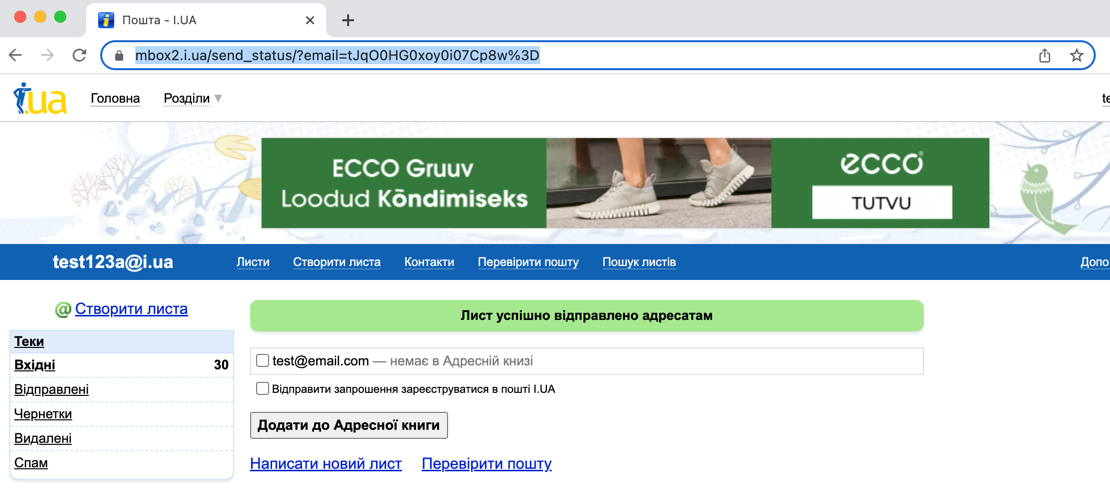 Пошта - I.UA
mbox2.i.ua/send_status/?email=tJqO0HG0xoy0i07Cp8w%3D
i.ua
Головна
Розділи
ECCO Gruuv
Loodud Kõndimiseks
ecco
TUTVU
test123a@i.ua
Листи
Створити листа
Контакти
Перевірити пошту
Пошук листів
Допо
@ Створити листа
Теки
Вхідні 30
Відправлені
Чернетки
Видалені
Спам
Лист успішно відправлено адресатам
test@email.com — немає в Адресній книзі
Відправити запрошення зареєструватися в пошті I.UA
Додати до Адресної книги
Написати новий лист
Перевірити пошту